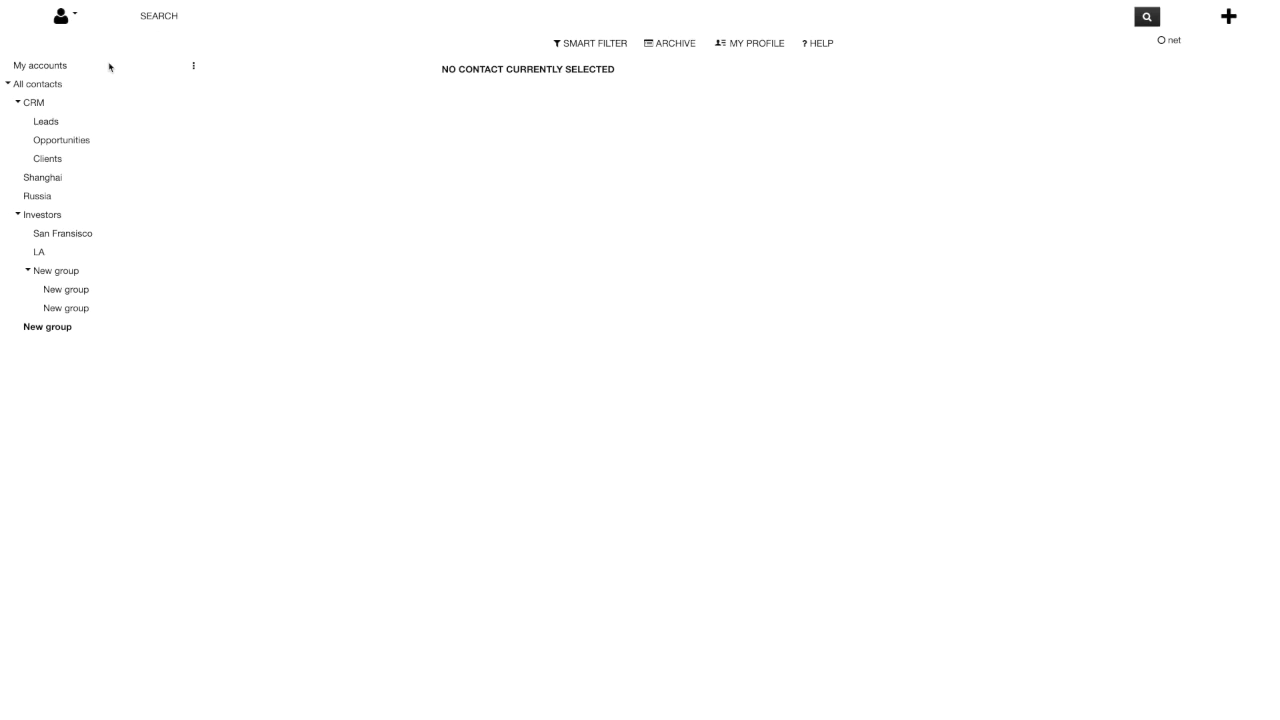 SEARCH
net
SMART FILTER ARCHIVE MY PROFILE ? HELP
My accounts
NO CONTACT CURRENTLY SELECTED
All contacts
CRM
Leads
Opportunities
Clients
Shanghai
Russia
Investors
San Fransisco
LA
New group
New group
New group
New group